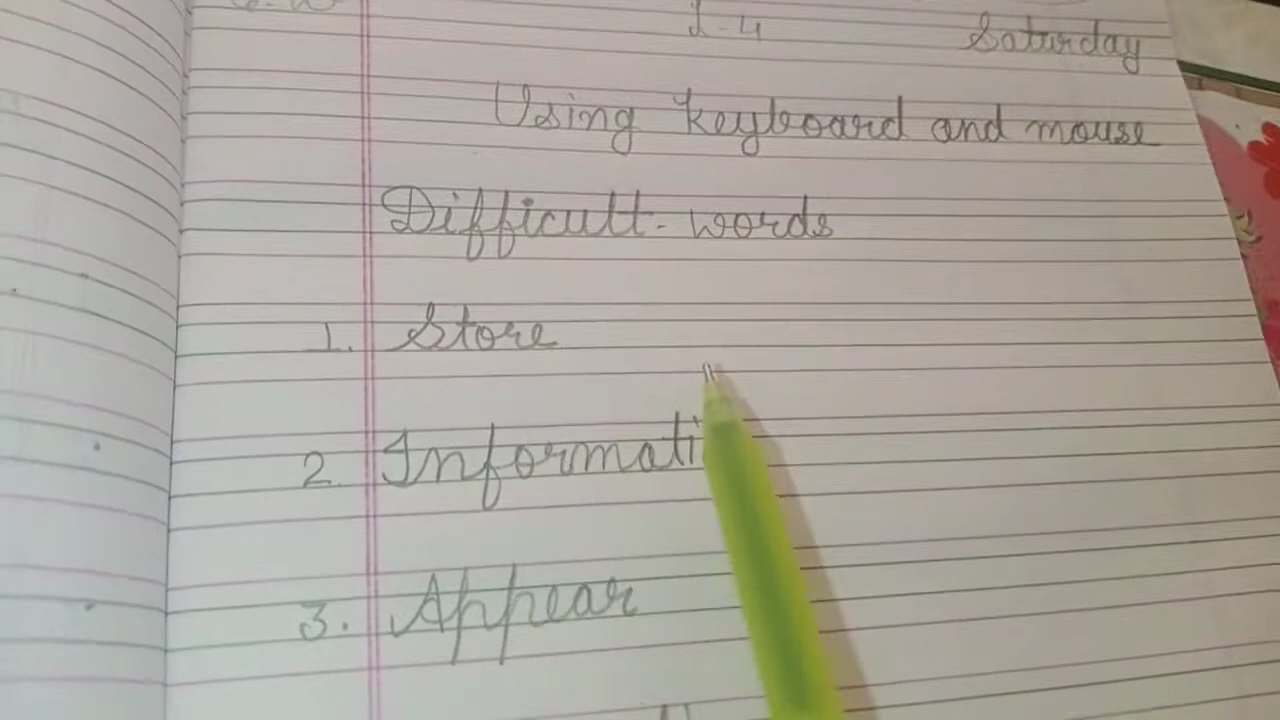 L-4
Saturday
Using keyboard and mouse
Difficult-words
1. Store
2. Informati
3. Appear